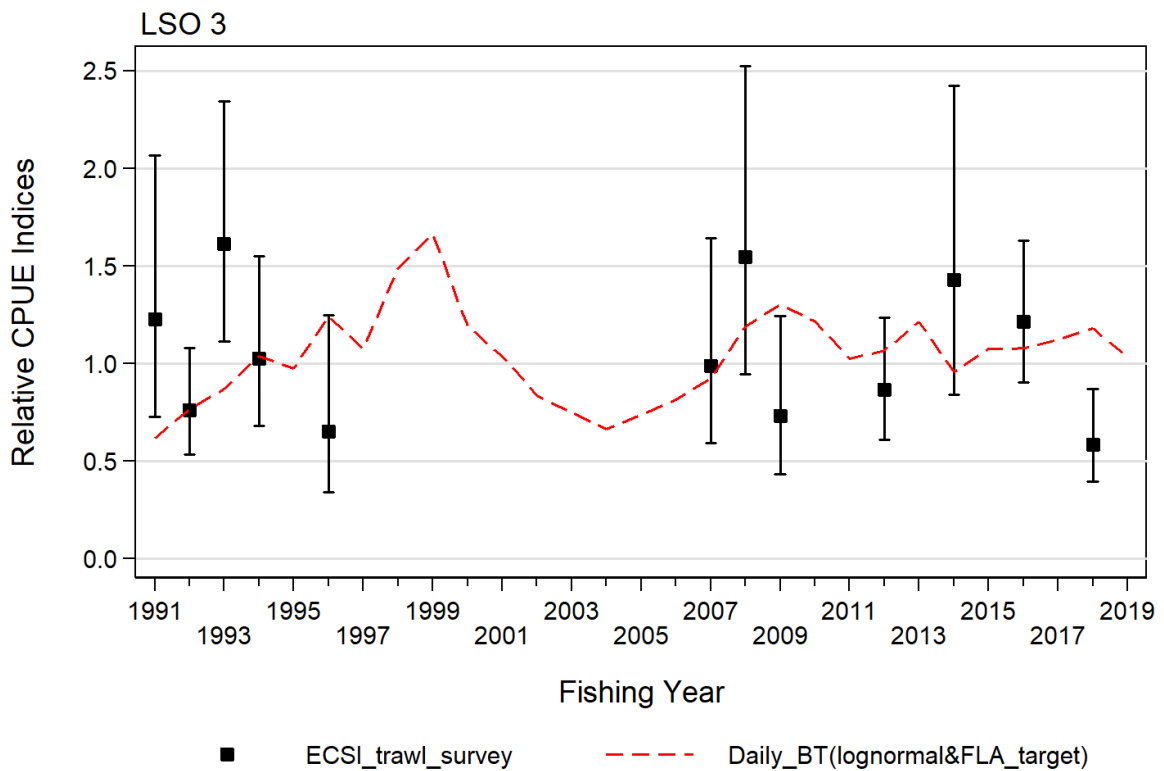 LSO 3
Relative CPUE Indices
2.5
2.0
1.5
1.0
0.5
0.0
1991 1995 1999 2003 2007 2011 2015 2019
1993 1997 2001 2005 2009 2013 2017
Fishing Year
ECSI_trawl_survey Daily_BT(lognormal&FLA_target)